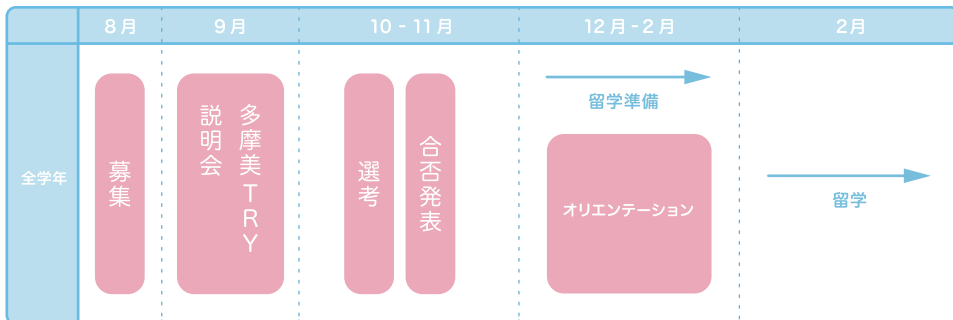 8月
9月
10 - 11月
12月-2月
2月
全学年
募集
多摩美TRY
説明会
選考
合否発表
留学準備
オリエンテーション
留学